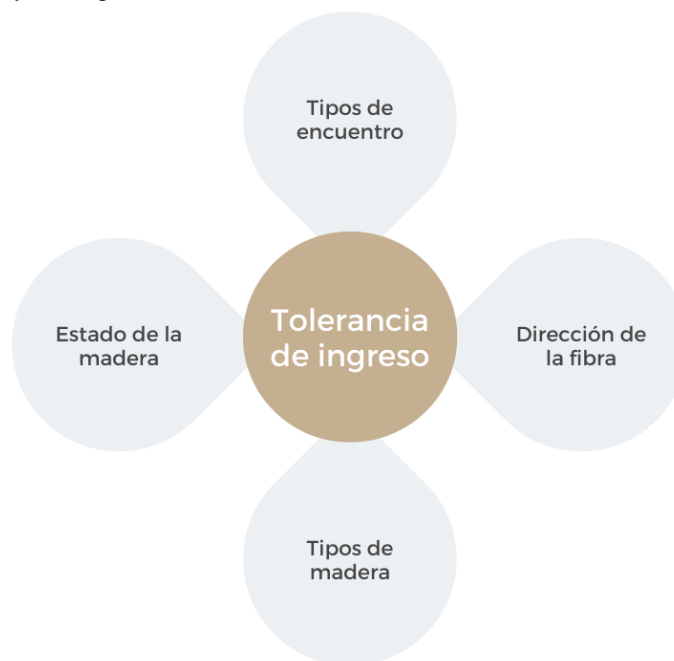 Tipos de
encuentro
Estado de la
madera
Tolerancia
de ingreso
Dirección de
la fibra
Tipos de
madera